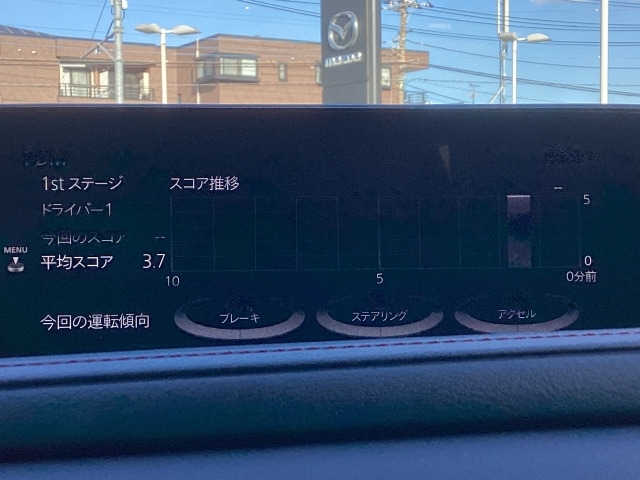 1st ステージ
スコア推移
--
ドライバー1
5
今回のスコア --
MENU
平均スコア 3.7
0
10
5
0分前
今回の運転傾向
ブレーキ
ステアリング
アクセル